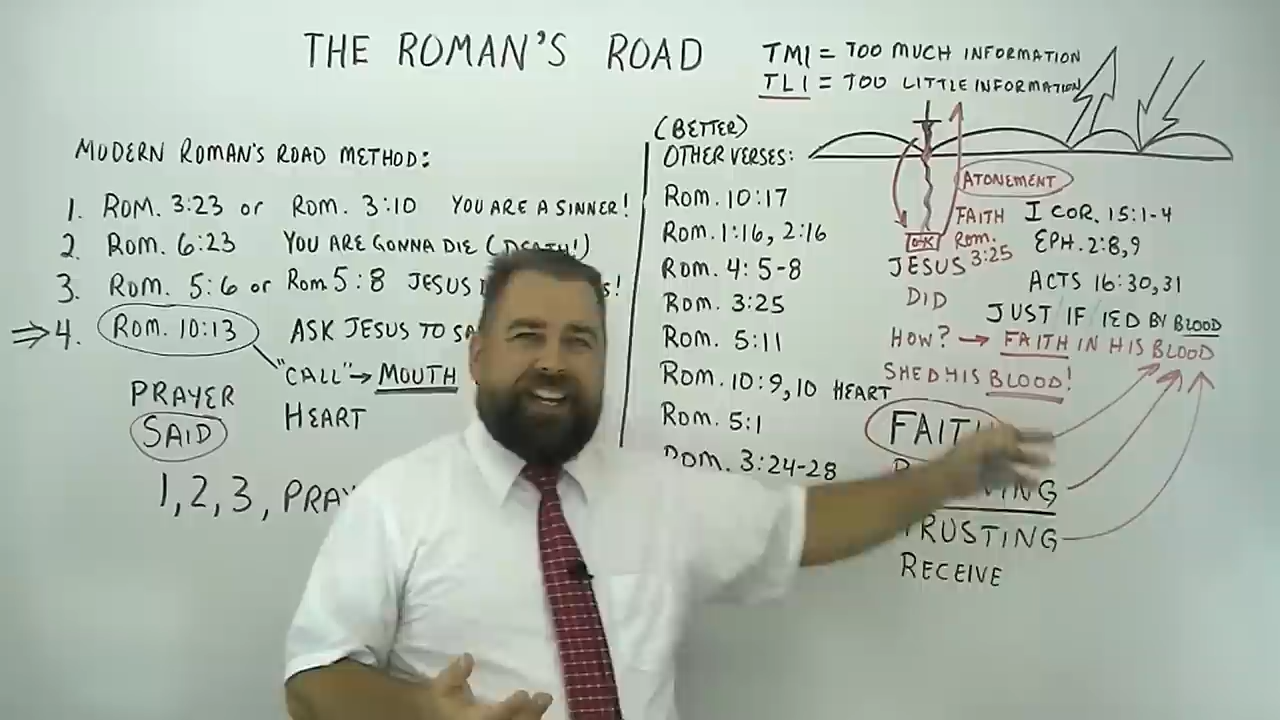 THE ROMAN'S ROAD
TMI = TOO MUCH INFORMATION
TLI = TOO LITTLE INFORMATION
MODERN ROMAN'S ROAD METHOD:
1. ROM. 3:23 or Rom. 3:10 YOU ARE A SINNER!
2. Rom. 6:23 YOU ARE GONNA DIE (DEATH!)
3. Rom. 5:6 or Rom 5:8 JESUS
⇒ 4. Rom. 10:13 ASK JESUS TO
"CALL" → MOUTH
HEART
PRAYER
SAID
1, 2, 3, PRAY
(BETTER)
OTHER VERSES:
Rom. 10:17
Rom. 1:16, 2:16
Rom. 4: 5-8
Rom. 3:25
Rom. 5:11
Rom. 10:9,10 HEART
Rom. 5:1
Rom. 3:24-28
ATONEMENT
FAITH
Rom.
3:25
JESUS
DID
HOW? → FAITH IN HIS BLOOD
SHED HIS BLOOD!
I COR. 15:1-4
EPH. 2:8,9
ACTS 16:30,31
JUST IF IED BY BLOOD
FAITH
TRUSTING
RECEIVE